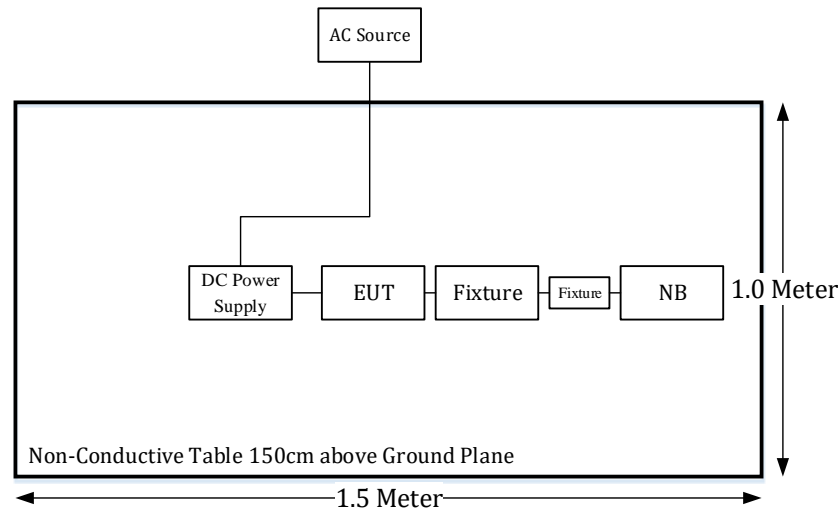 AC Source
DC Power
Supply
EUT
Fixture
Fixture
NB
1.0 Meter
Non-Conductive Table 150cm above Ground Plane
1.5 Meter